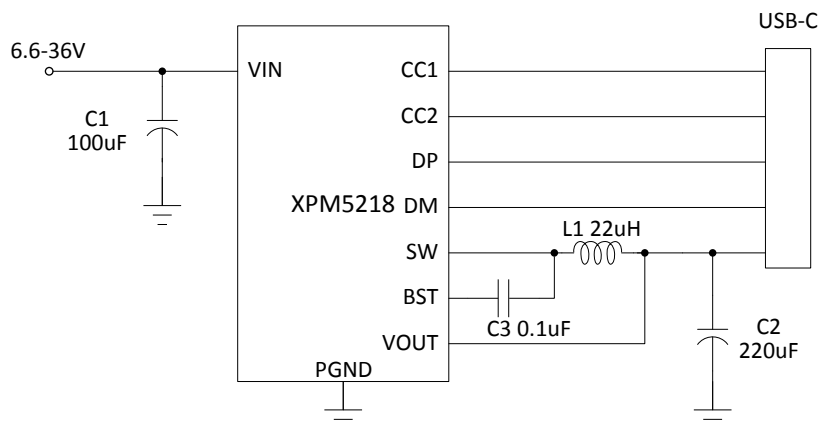 USB-C
6.6-36V
VIN
CC1
C1
100uF
CC2
DP
XPM5218 DM
L1 22uH
SW
BST
C3 0.1uF
C2
220uF
VOUT
PGND